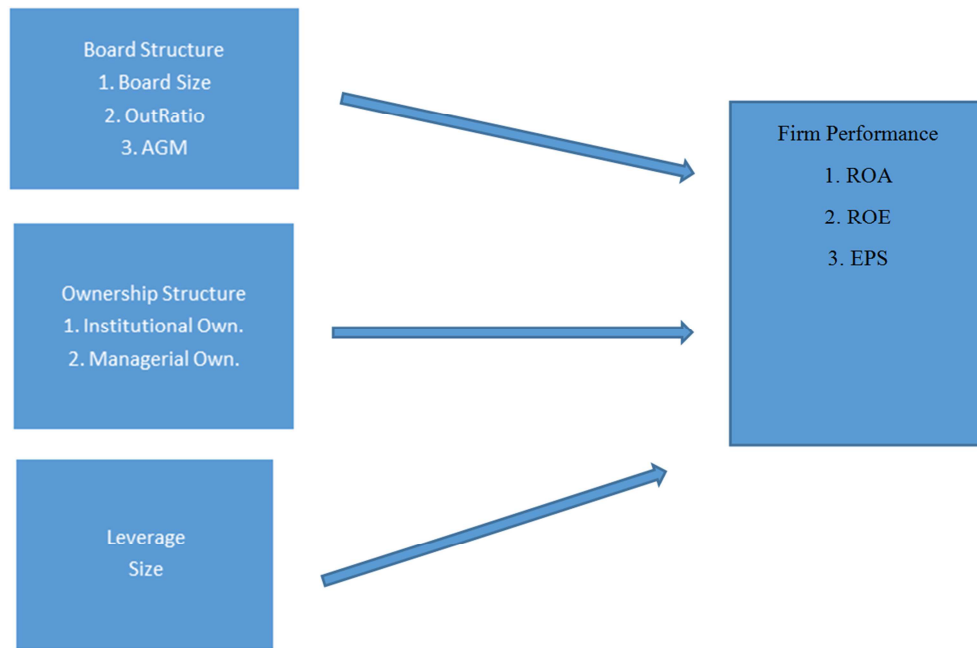 Board Structure
1. Board Size
2. OutRatio
3. AGM
Ownership Structure
1. Institutional Own.
2. Managerial Own.
Leverage
Size
Firm Performance
1. ROA
2. ROE
3. EPS